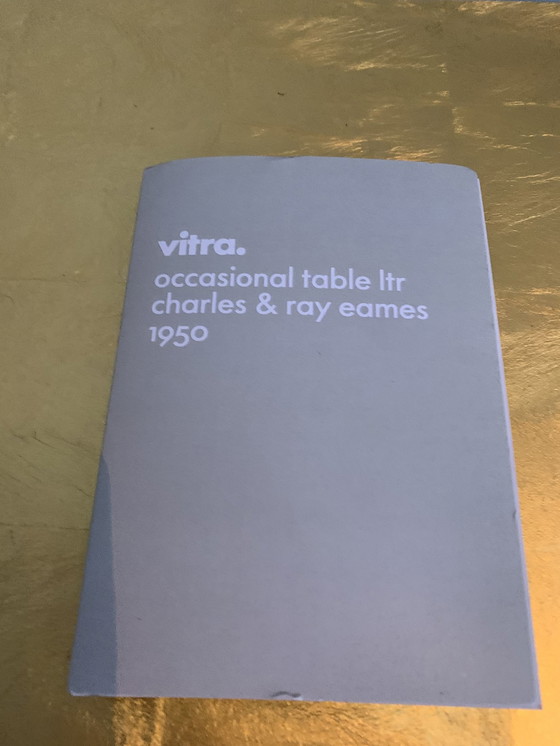 vitra.
occasional table ltr
charles & ray eames
1950